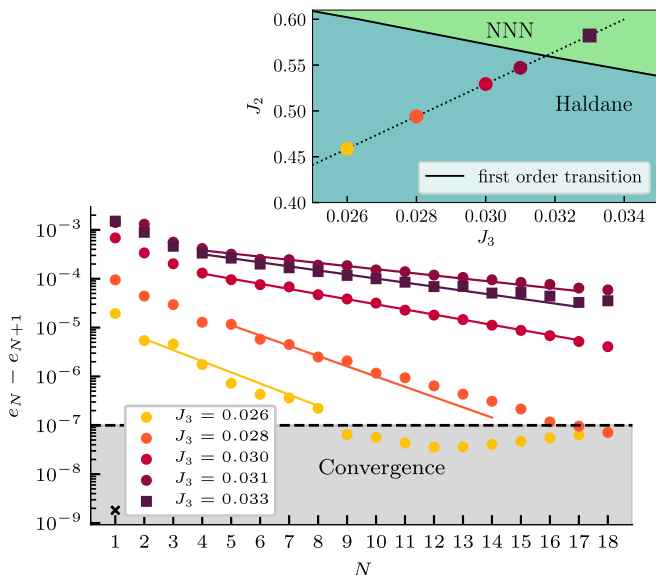 0.60
NNN
0.55
J₂
0.50
Haldane
0.45
first order transition
0.40
0.026 0.028 0.030 0.032 0.034
J₃
10⁻³
10⁻⁴
10⁻⁵
eN − eN+1
10⁻⁶
J₃ = 0.026
10⁻⁷
J₃ = 0.028
J₃ = 0.030
Convergence
10⁻⁸
J₃ = 0.031
J₃ = 0.033
10⁻⁹
1 2 3 4 5 6 7 8 9 10 11 12 13 14 15 16 17 18
N